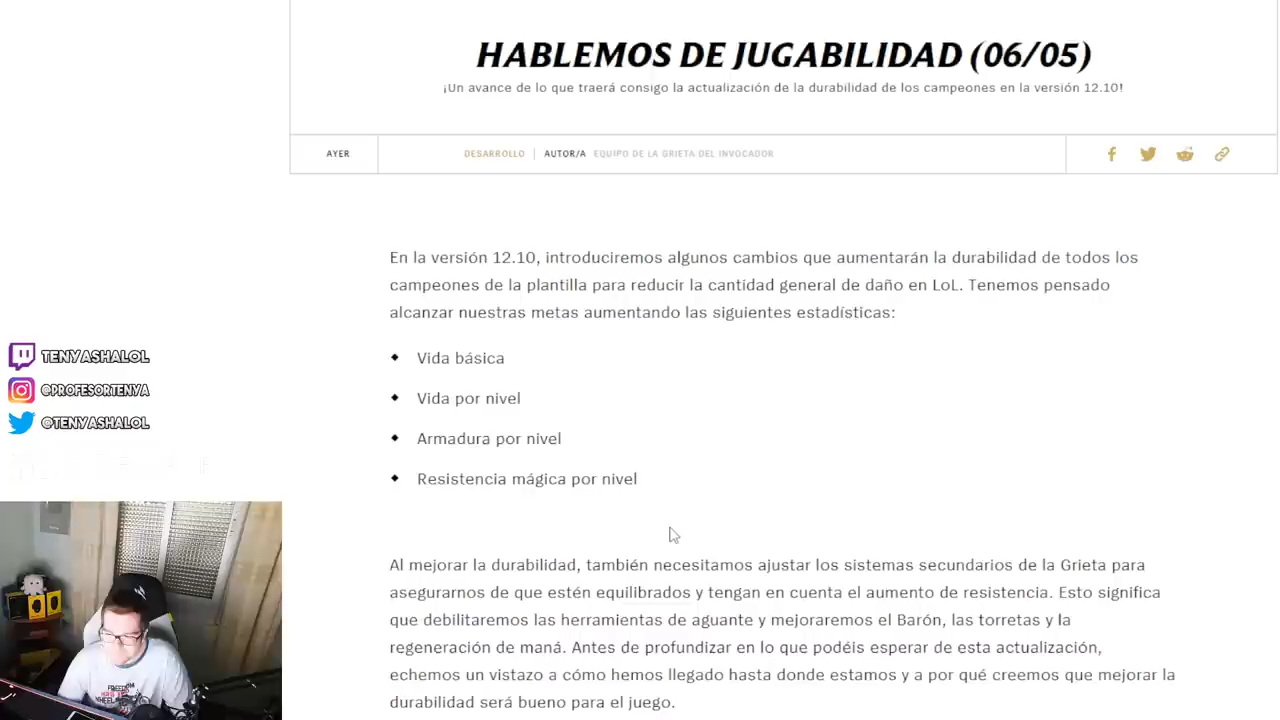 HABLEMOS DE JUGABILIDAD (06/05)
¡Un avance de lo que traerá consigo la actualización de la durabilidad de los campeones en la versión 12.10!
AYER
DESARROLLO | AUTOR/A EQUIPO DE LA GRIETA DEL INVOCADOR
En la versión 12.10, introduciremos algunos cambios que aumentarán la durabilidad de todos los
campeones de la plantilla para reducir la cantidad general de daño en LoL. Tenemos pensado
alcanzar nuestras metas aumentando las siguientes estadísticas:
Vida básica
Vida por nivel
Armadura por nivel
Resistencia mágica por nivel
Al mejorar la durabilidad, también necesitamos ajustar los sistemas secundarios de la Grieta para
asegurarnos de que estén equilibrados y tengan en cuenta el aumento de resistencia. Esto significa
que debilitaremos las herramientas de aguante y mejoraremos el Barón, las torretas y la
regeneración de maná. Antes de profundizar en lo que podéis esperar de esta actualización,
echemos un vistazo a cómo hemos llegado hasta donde estamos y a por qué creemos que mejorar la
durabilidad será bueno para el juego.
TENYASHALOL
@PROFESORTENYA
@TENYASHALOL